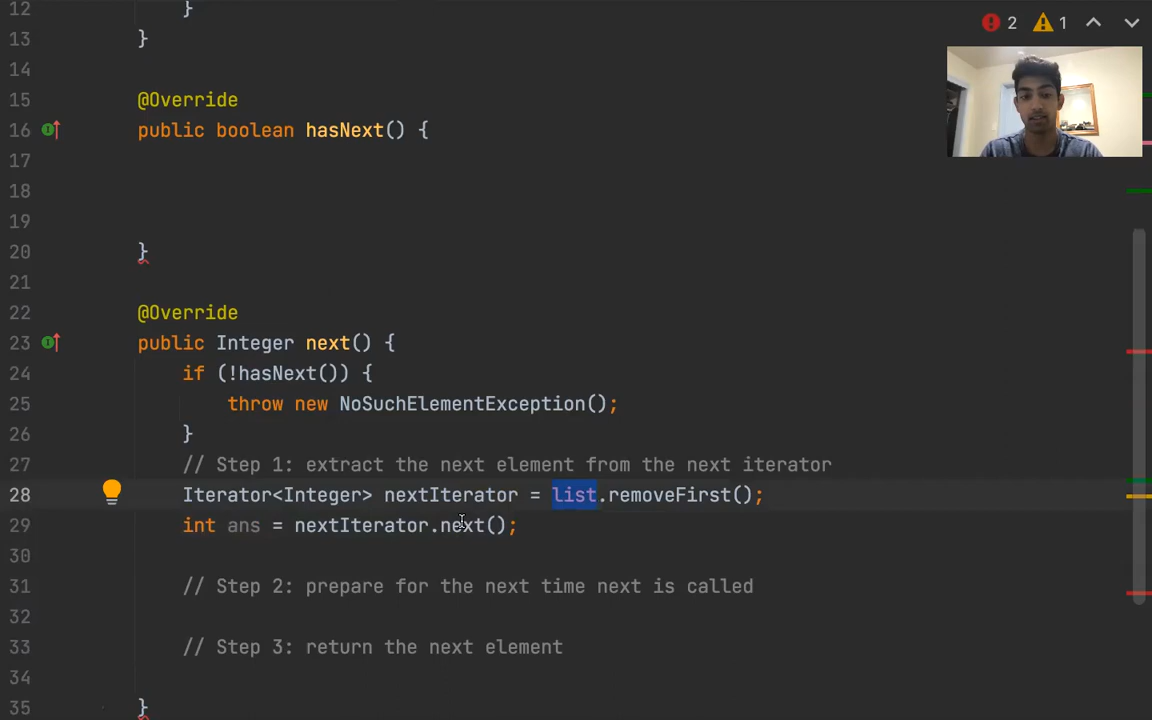 12 }
13 }
14
2 1
15 @Override
16 public boolean hasNext() {
17
18
19
20 }
21
22 @Override
23 public Integer next() {
24 if (!hasNext()) {
25 throw new NoSuchElementException();
26 }
27 // Step 1: extract the next element from the next iterator
28 Iterator<Integer> nextIterator = list.removeFirst();
29 int ans = nextIterator.next();
30
31 // Step 2: prepare for the next time next is called
32
33 // Step 3: return the next element
34
35 }